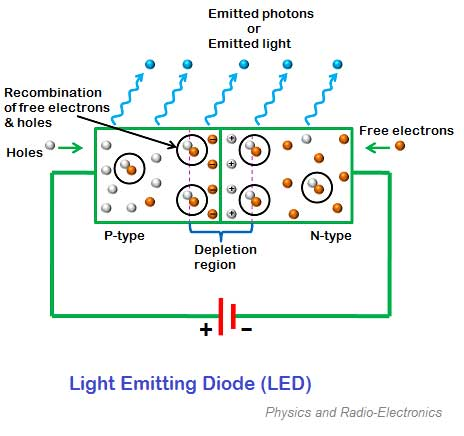 Emitted photons
or
Emitted light
Recombination
of free electrons
& holes
Holes
Free electrons
P-type
Depletion
region
N-type
+
−
Light Emitting Diode (LED)
Physics and Radio-Electronics